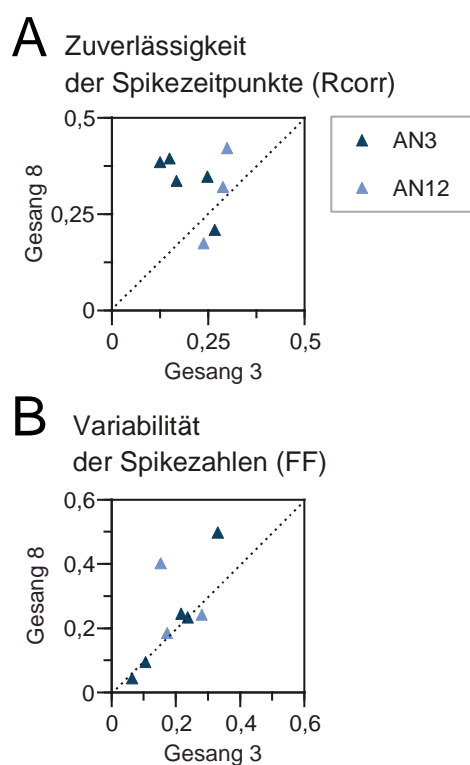 A Zuverlässigkeit
der Spikezeitpunkte (Rcorr)
0,5
0,25
0
Gesang 8
0 0,25 0,5
Gesang 3
AN3
AN12
B Variabilität
der Spikezahlen (FF)
0,6
0,4
0,2
0
Gesang 8
0 0,2 0,4 0,6
Gesang 3